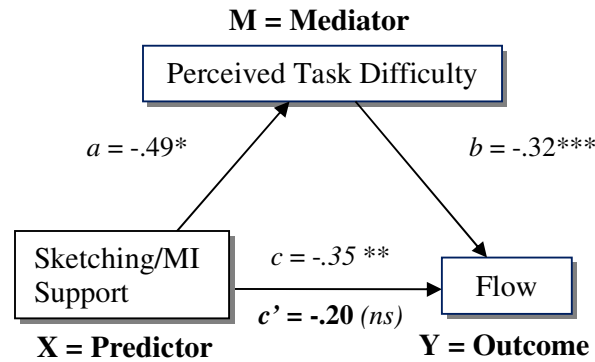 M = Mediator
Perceived Task Difficulty
a = -.49*
b = -.32***
Sketching/MI
Support
c = -.35 **
c’ = -.20 (ns)
Flow
X = Predictor
Y = Outcome